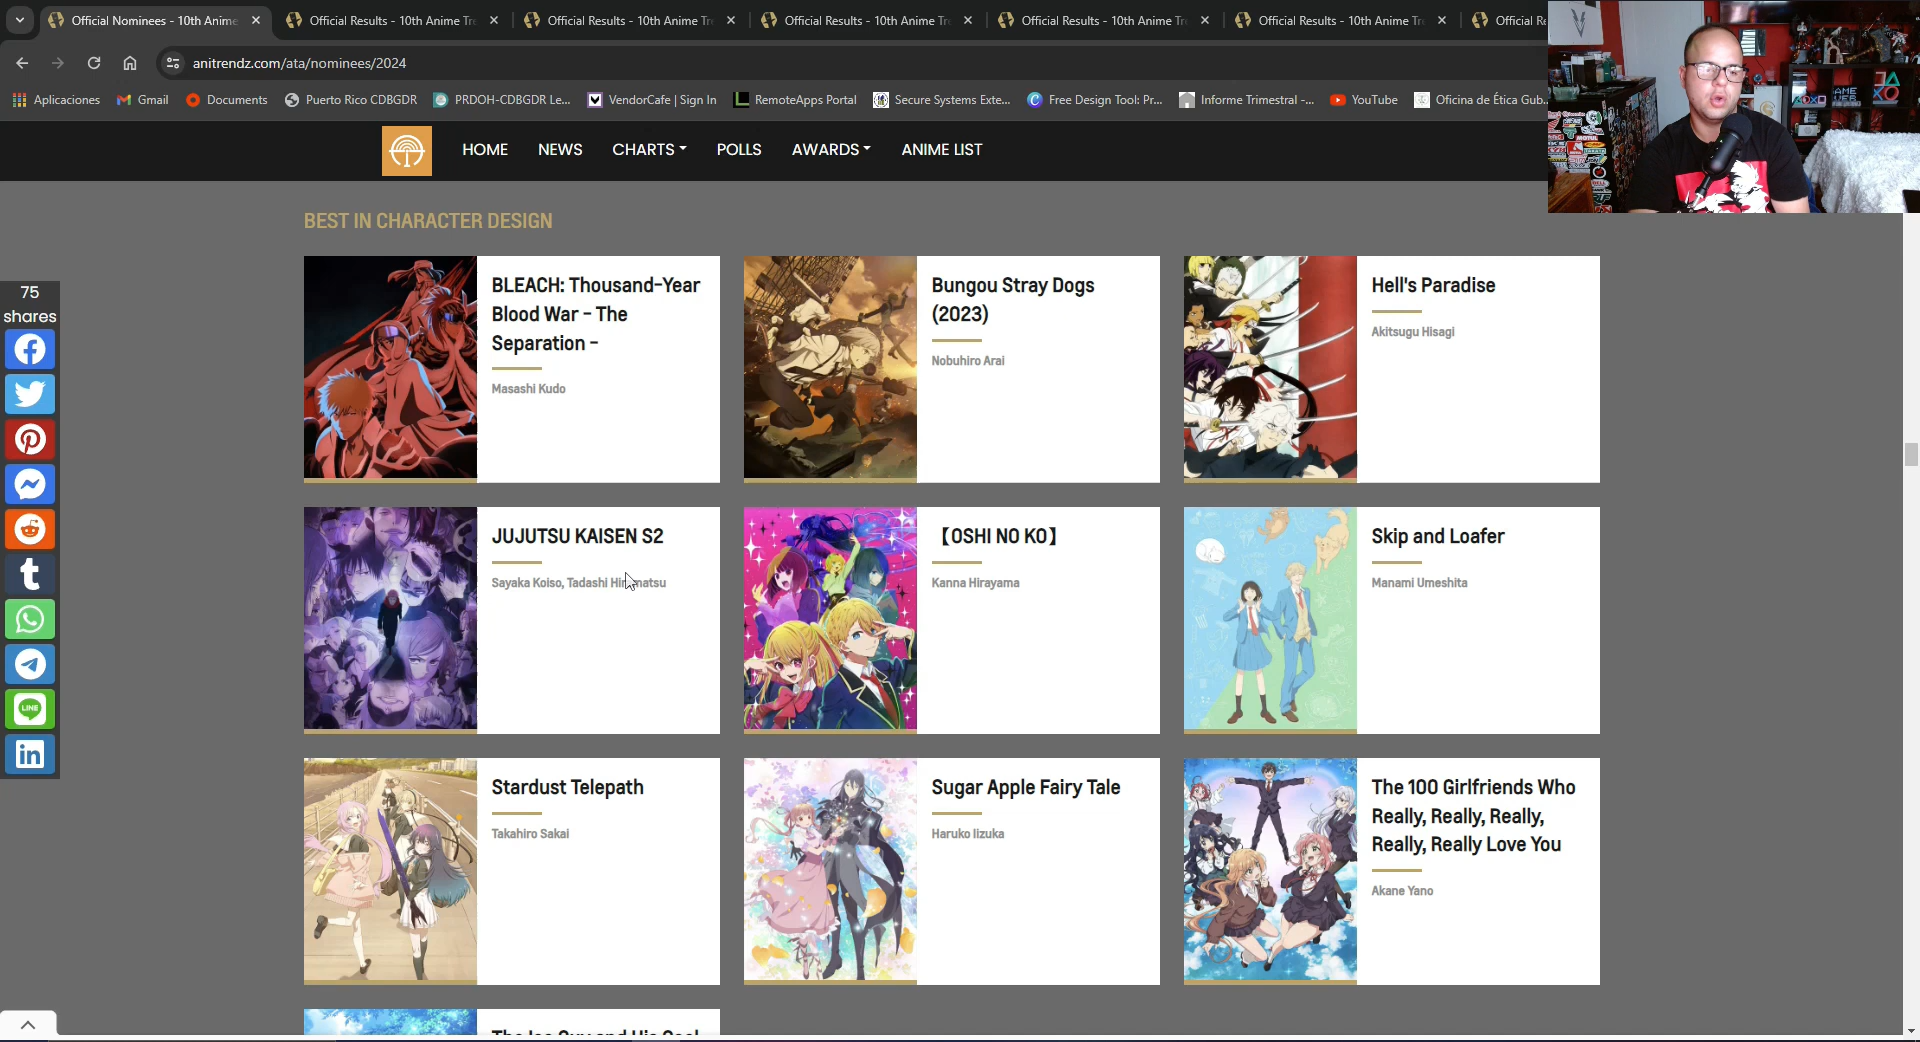 Official Nominees - 10th Anime
Official Results - 10th Anime Tr
Official Results - 10th Anime Tr
Official Results - 10th Anime Tr
Official Results - 10th Anime Tr
Official Results - 10th Anime Tr
Official Re
anitrendz.com/ata/nominees/2024
Aplicaciones
Gmail
Documents
Puerto Rico CDBGDR
PRDOH-CDBGDR Le...
VendorCafe | Sign In
RemoteApps Portal
Secure Systems Exte...
Free Design Tool: Pr...
Informe Trimestral -...
YouTube
Oficina de Ética Gub...
HOME
NEWS
CHARTS
POLLS
AWARDS
ANIME LIST
BEST IN CHARACTER DESIGN
75
shares
LINE
BLEACH: Thousand-Year
Blood War - The
Separation -
Masashi Kudo
Bungou Stray Dogs
(2023)
Nobuhiro Arai
Hell's Paradise
Akitsugu Hisagi
JUJUTSU KAISEN S2
Sayaka Koiso, Tadashi
【OSHI NO KO】
Kanna Hirayama
Skip and Loafer
Manami Umeshita
Stardust Telepath
Takahiro Sakai
Sugar Apple Fairy Tale
Haruko Iizuka
The 100 Girlfriends Who
Really, Really, Really,
Really, Really Love You
Akane Yano